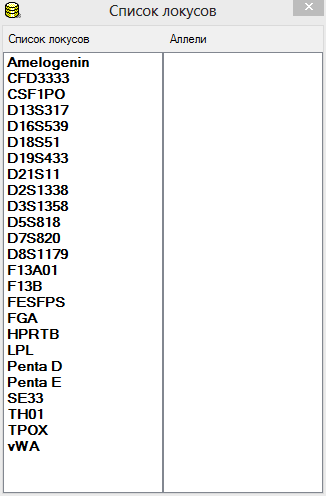 Список локусов
Список локусов
Аллели
Amelogenin
CFD3333
CSF1PO
D13S317
D16S539
D18S51
D19S433
D21S11
D2S1338
D3S1358
D5S818
D7S820
D8S1179
F13A01
F13B
FESFPS
FGA
HPRTB
LPL
Penta D
Penta E
SE33
TH01
TPOX
vWA